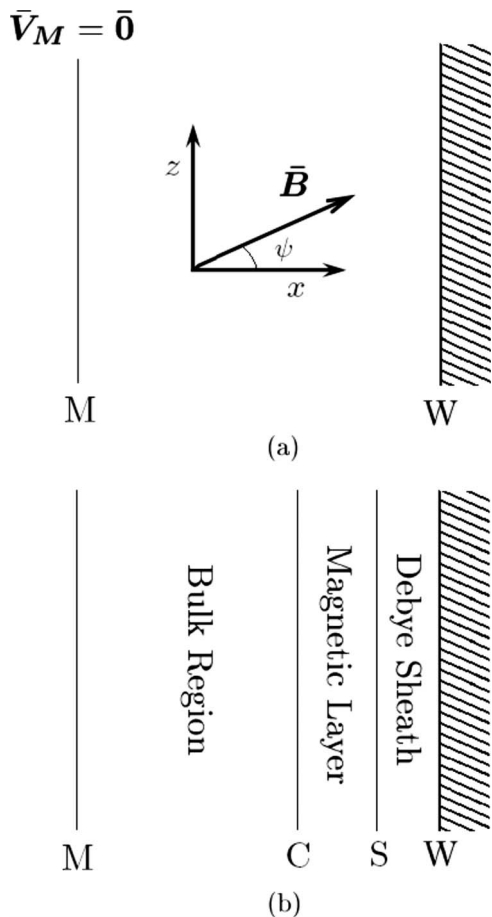 V̄_M = 0̄
z
B̄
ψ
x
M
W
(a)
Bulk Region
Magnetic Layer
Debye Sheath
M
C
S
W
(b)